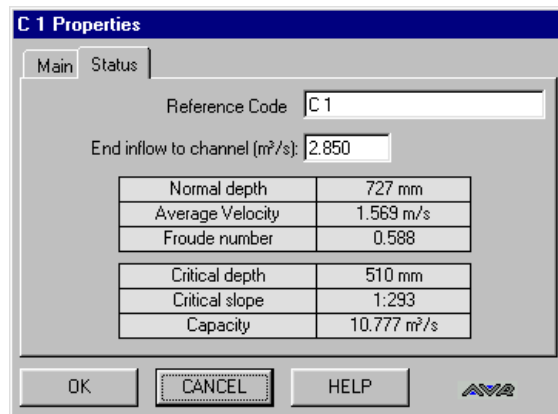 C 1 Properties
Main Status
Reference Code C 1
End inflow to channel (m³/s): 2.850
Normal depth 727 mm
Average Velocity 1.569 m/s
Froude number 0.588
Critical depth 510 mm
Critical slope 1:293
Capacity 10.777 m³/s
OK CANCEL HELP AVR